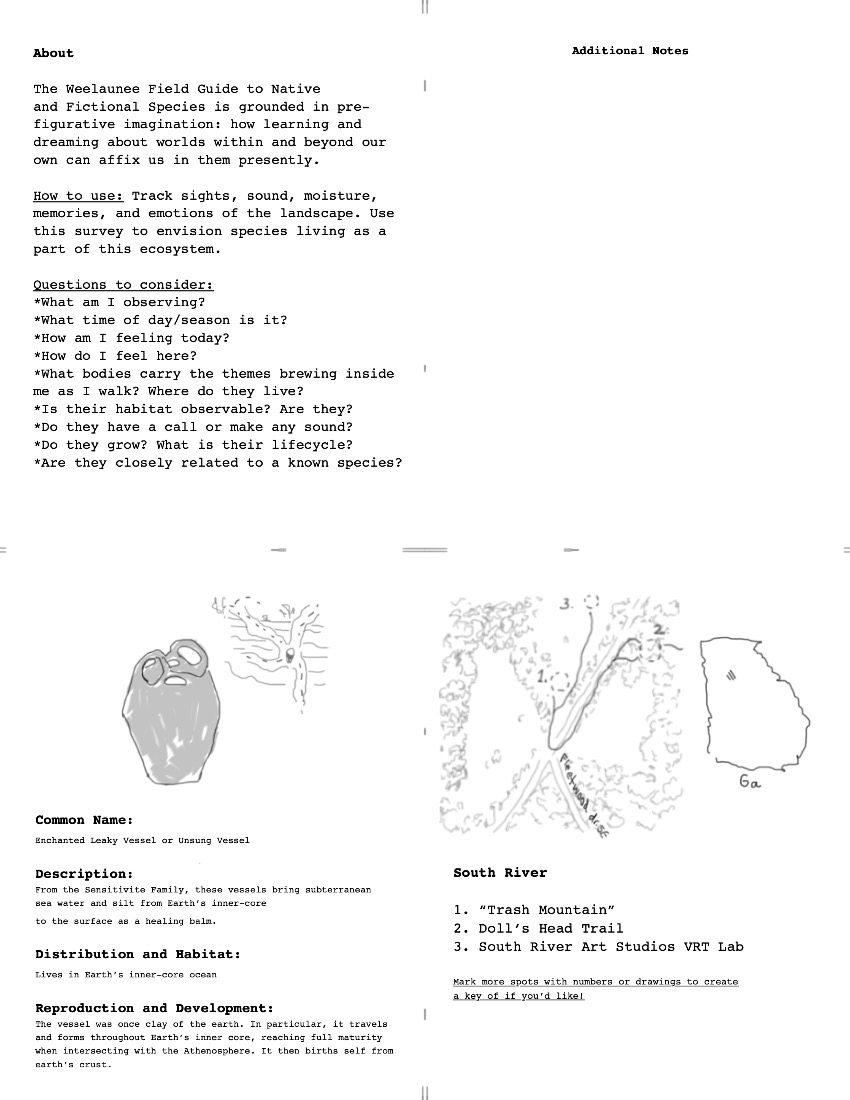 About
The Weelaunee Field Guide to Native
and Fictional Species is grounded in pre-
figurative imagination: how learning and
dreaming about worlds within and beyond our
own can affix us in them presently.
How to use: Track sights, sound, moisture,
memories, and emotions of the landscape. Use
this survey to envision species living as a
part of this ecosystem.
Questions to consider:
*What am I observing?
*What time of day/season is it?
*How am I feeling today?
*How do I feel here?
*What bodies carry the themes brewing inside
me as I walk? Where do they live?
*Is their habitat observable? Are they?
*Do they have a call or make any sound?
*Do they grow? What is their lifecycle?
*Are they closely related to a known species?
Additional Notes
Common Name:
Enchanted Leaky Vessel or Unsung Vessel
Description:
From the Sensitivite Family, these vessels bring subterranean
sea water and silt from Earth’s inner-core
to the surface as a healing balm.
Distribution and Habitat:
Lives in Earth’s inner-core ocean
Reproduction and Development:
The vessel was once clay of the earth. In particular, it travels
and forms throughout Earth’s inner core, reaching full maturity
when intersecting with the Athenosphere. It then births self from
earth’s crust.
3.
2.
1.
Fleetwood dr. SE
Ga
South River
1. “Trash Mountain”
2. Doll’s Head Trail
3. South River Art Studios VRT Lab
Mark more spots with numbers or drawings to create
a key of if you’d like!